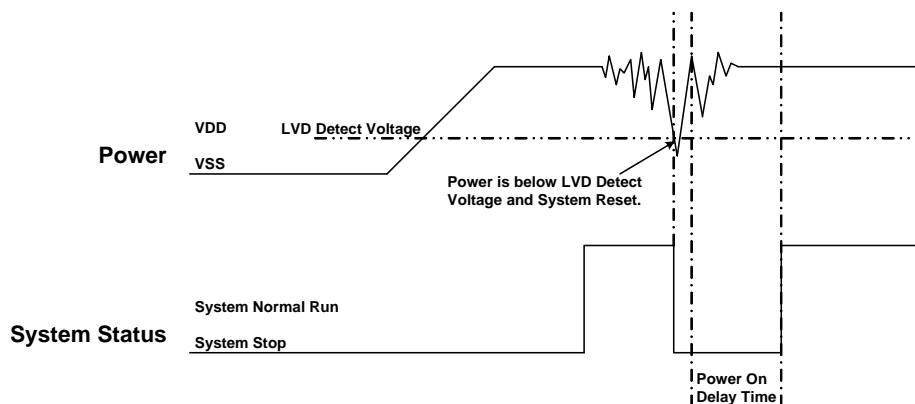 VDD
LVD Detect Voltage
Power
VSS
Power is below LVD Detect
Voltage and System Reset.
System Normal Run
System Status
System Stop
Power On
Delay Time